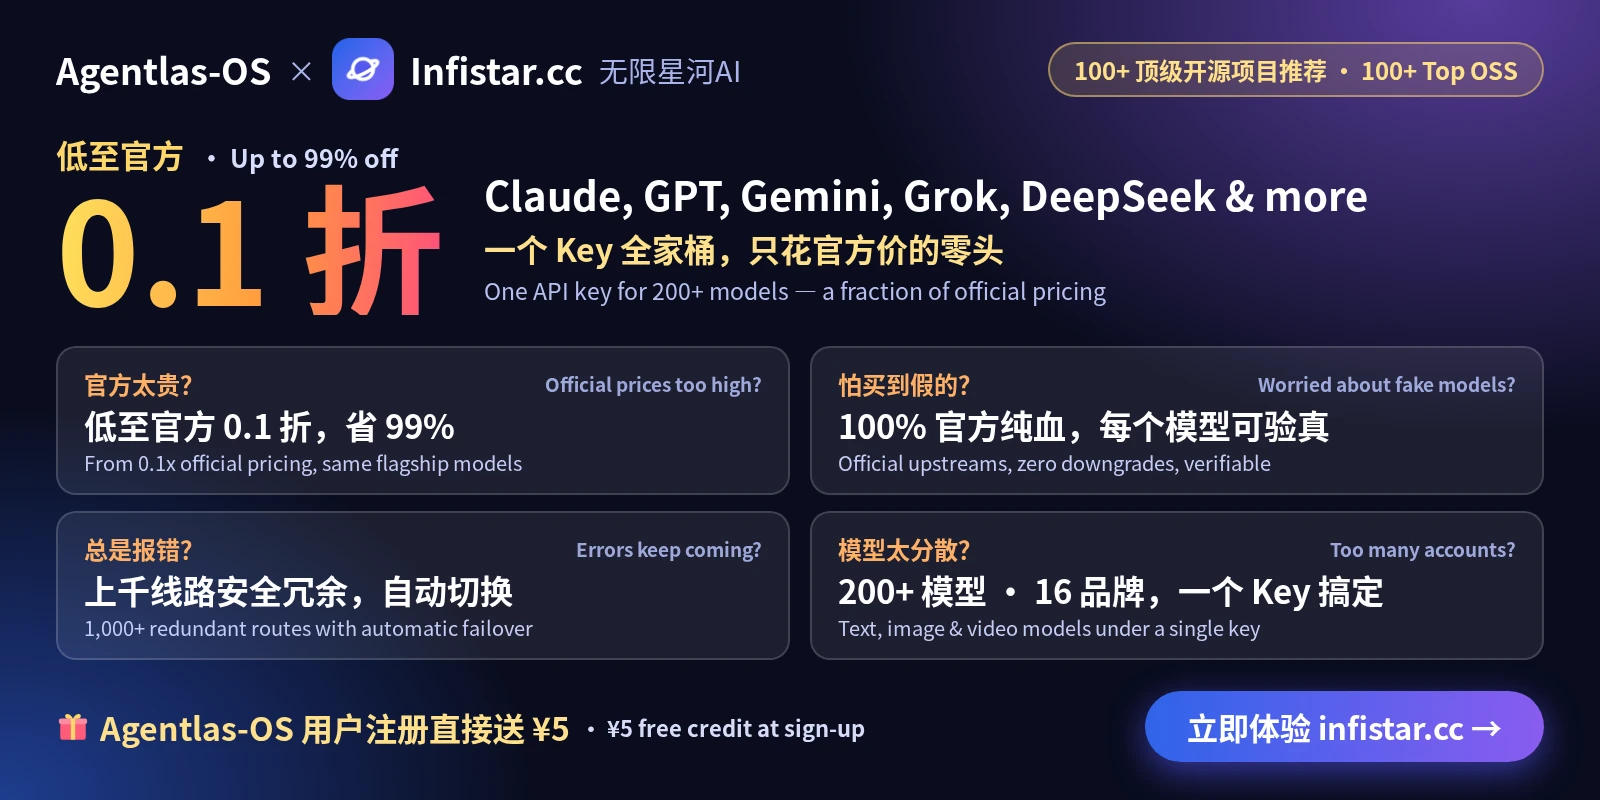 Agentlas-OS × Infistar.cc 无限星河AI
100+ 顶级开源项目推荐 · 100+ Top OSS
低至官方 · Up to 99% off
0.1 折
Claude, GPT, Gemini, Grok, DeepSeek & more
一个 Key 全家桶，只花官方价的零头
One API key for 200+ models — a fraction of official pricing
官方太贵? Official prices too high?
低至官方 0.1 折，省 99%
From 0.1x official pricing, same flagship models
怕买到假的? Worried about fake models?
100% 官方纯血，每个模型可验真
Official upstreams, zero downgrades, verifiable
总是报错? Errors keep coming?
上千线路安全冗余，自动切换
1,000+ redundant routes with automatic failover
模型太分散? Too many accounts?
200+ 模型 · 16 品牌，一个 Key 搞定
Text, image & video models under a single key
Agentlas-OS 用户注册直接送 ¥5 · ¥5 free credit at sign-up
立即体验 infistar.cc →